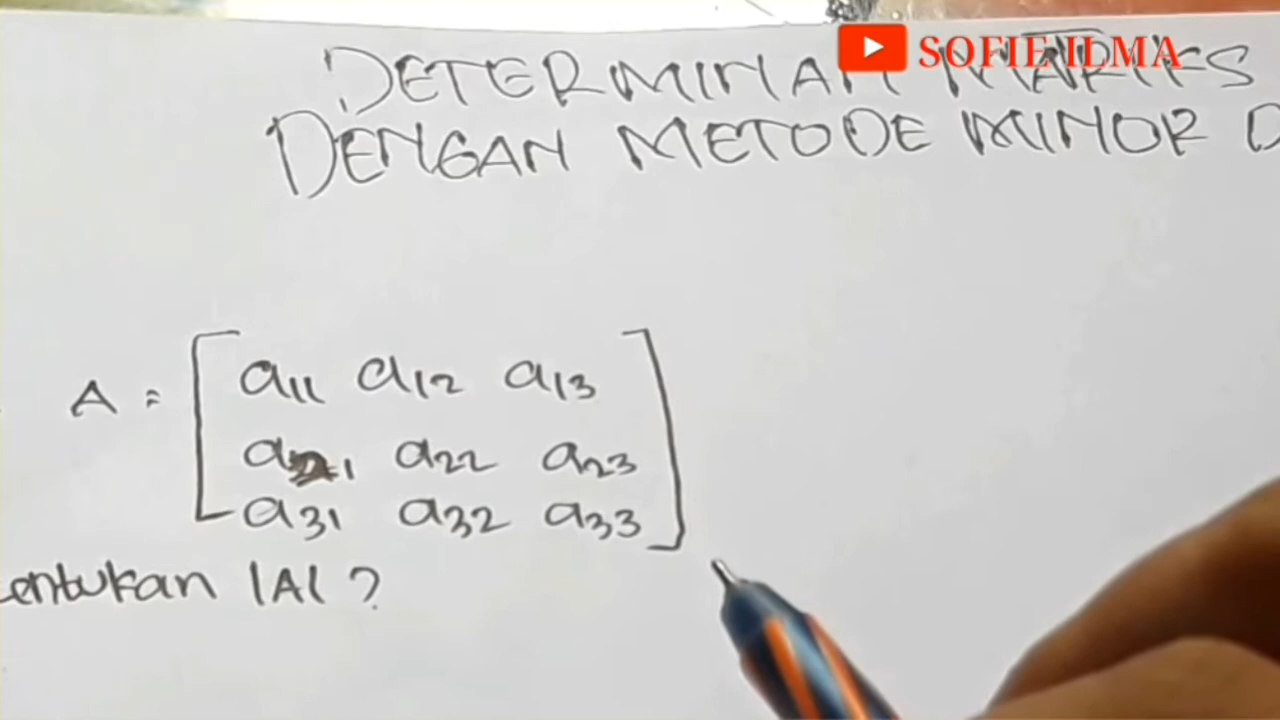 SOFIE ILMA
DETERMINAN MATRIKS
DENGAN METODE MINOR D
A = [ a11 a12 a13
a21 a22 a23
a31 a32 a33 ]
entukan |A| ?